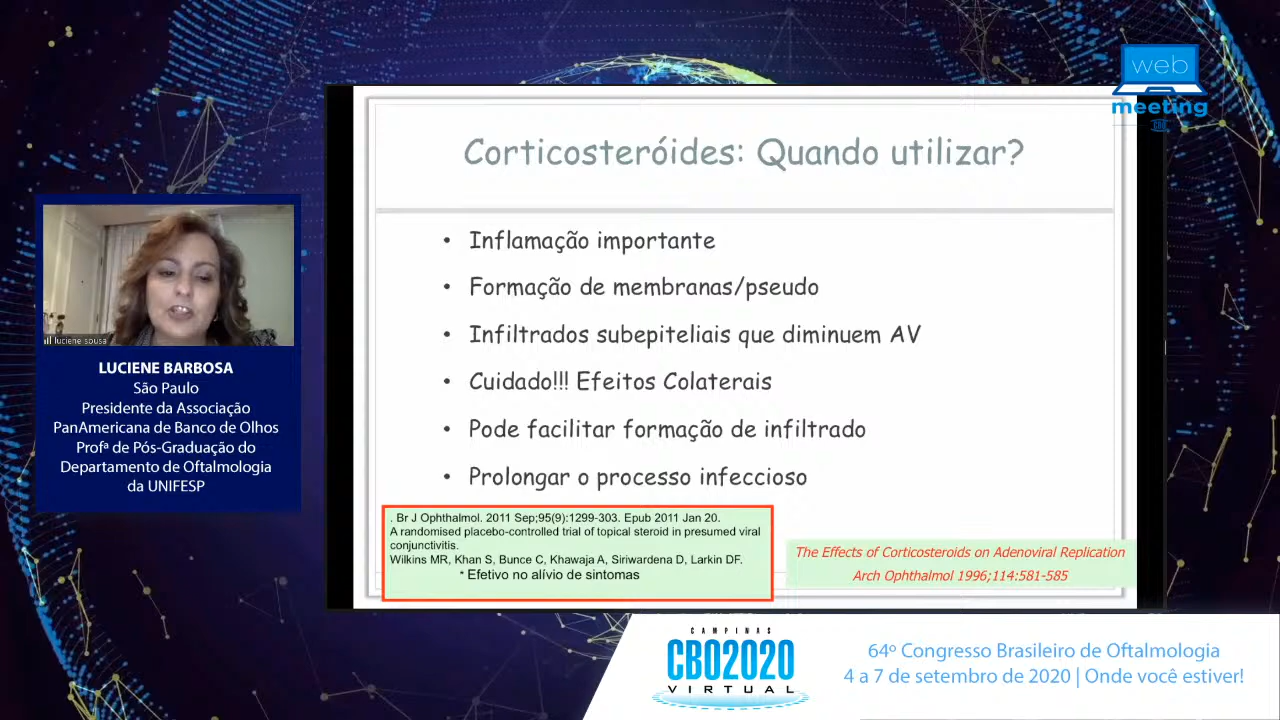 web
meeting
Corticosteróides: Quando utilizar?
• Inflamação importante
• Formação de membranas/pseudo
• Infiltrados subepiteliais que diminuem AV
• Cuidado!!! Efeitos Colaterais
• Pode facilitar formação de infiltrado
• Prolongar o processo infeccioso
. Br J Ophthalmol. 2011 Sep;95(9):1299-303. Epub 2011 Jan 20.
A randomised placebo-controlled trial of topical steroid in presumed viral
conjunctivitis.
Wilkins MR, Khan S, Bunce C, Khawaja A, Siriwardena D, Larkin DF.
* Efetivo no alívio de sintomas
The Effects of Corticosteroids on Adenoviral Replication
Arch Ophthalmol 1996;114:581-585
luciene sousa
LUCIENE BARBOSA
São Paulo
Presidente da Associação
PanAmericana de Banco de Olhos
Profª de Pós-Graduação do
Departamento de Oftalmologia
da UNIFESP
CAMPINAS
CBO2020
VIRTUAL
64º Congresso Brasileiro de Oftalmologia
4 a 7 de setembro de 2020 | Onde você estiver!